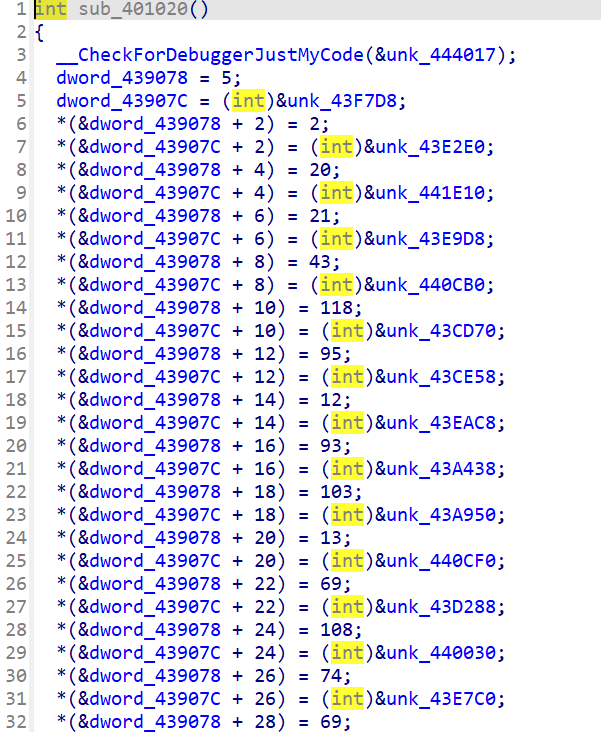 1 int sub_401020()
2 {
3   __CheckForDebuggerJustMyCode(&unk_444017);
4   dword_439078 = 5;
5   dword_43907C = (int)&unk_43F7D8;
6   *(&dword_439078 + 2) = 2;
7   *(&dword_43907C + 2) = (int)&unk_43E2E0;
8   *(&dword_439078 + 4) = 20;
9   *(&dword_43907C + 4) = (int)&unk_441E10;
10   *(&dword_439078 + 6) = 21;
11   *(&dword_43907C + 6) = (int)&unk_43E9D8;
12   *(&dword_439078 + 8) = 43;
13   *(&dword_43907C + 8) = (int)&unk_440CB0;
14   *(&dword_439078 + 10) = 118;
15   *(&dword_43907C + 10) = (int)&unk_43CD70;
16   *(&dword_439078 + 12) = 95;
17   *(&dword_43907C + 12) = (int)&unk_43CE58;
18   *(&dword_439078 + 14) = 12;
19   *(&dword_43907C + 14) = (int)&unk_43EAC8;
20   *(&dword_439078 + 16) = 93;
21   *(&dword_43907C + 16) = (int)&unk_43A438;
22   *(&dword_439078 + 18) = 103;
23   *(&dword_43907C + 18) = (int)&unk_43A950;
24   *(&dword_439078 + 20) = 13;
25   *(&dword_43907C + 20) = (int)&unk_440CF0;
26   *(&dword_439078 + 22) = 69;
27   *(&dword_43907C + 22) = (int)&unk_43D288;
28   *(&dword_439078 + 24) = 108;
29   *(&dword_43907C + 24) = (int)&unk_440030;
30   *(&dword_439078 + 26) = 74;
31   *(&dword_43907C + 26) = (int)&unk_43E7C0;
32   *(&dword_439078 + 28) = 69;